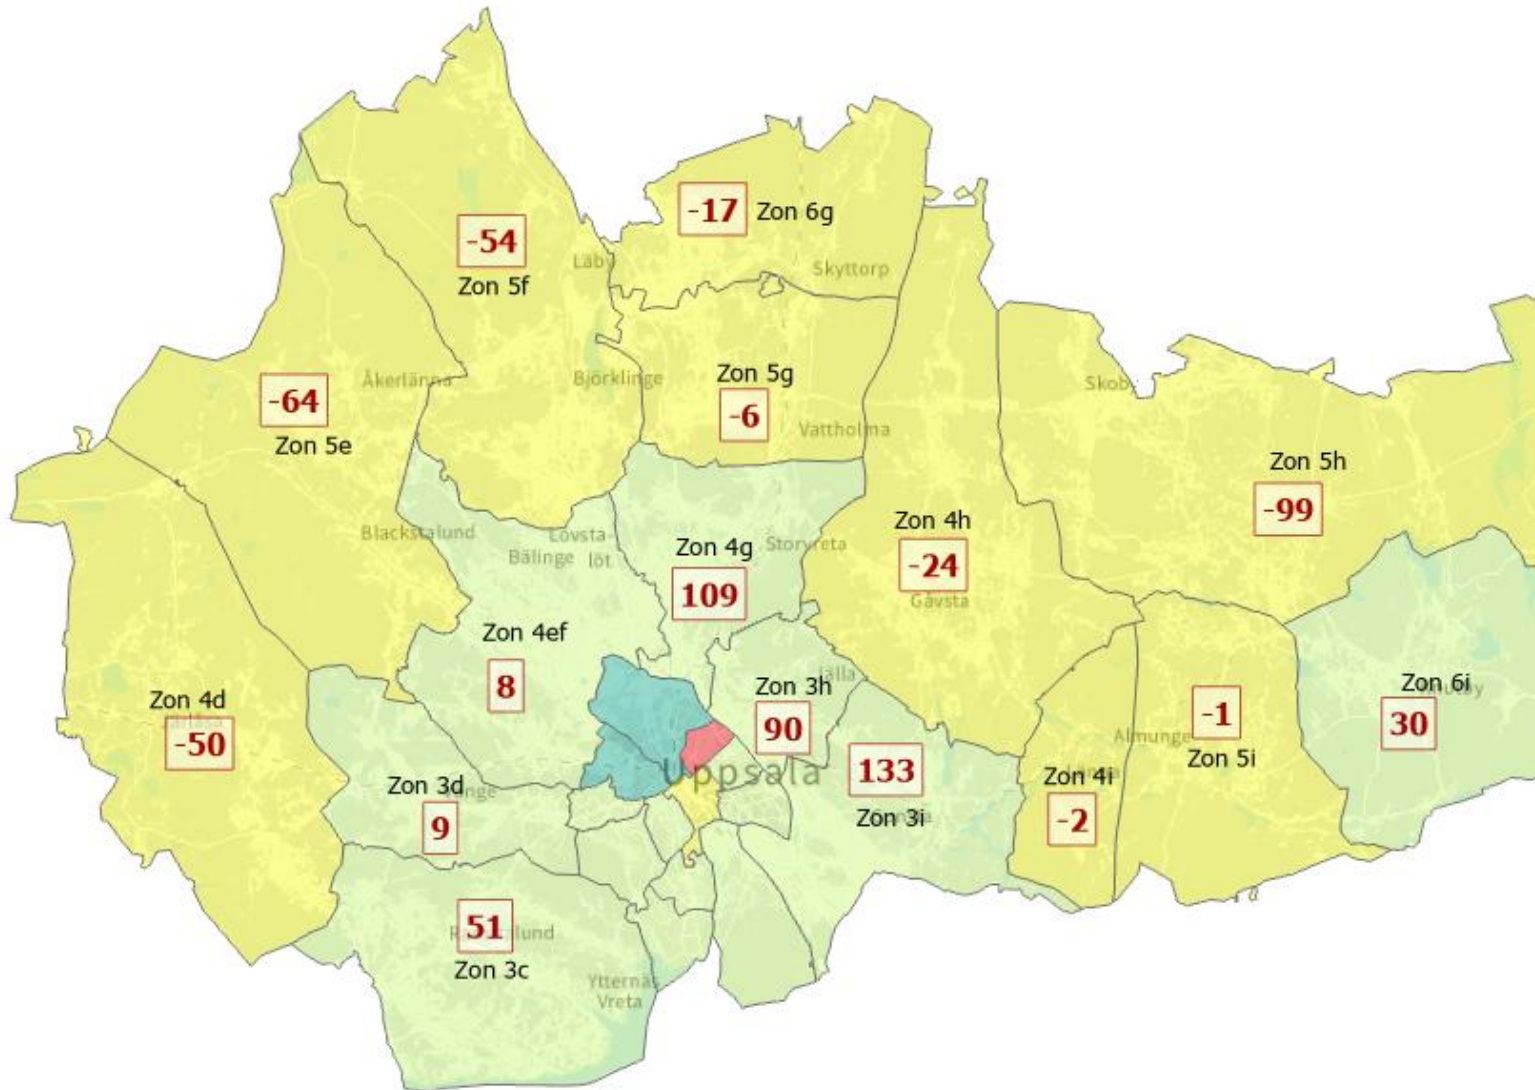 -17
Zon 6g
-54
Zon 5f
Läby
Skyttorp
-64
Zon 5e
Åkerlänna
Björklinge
Zon 5g
-6
Vattholma
Skoby
Zon 5h
-99
Blackstalund
Lövsta-
löt
Bälinge
Zon 4g
109
Storvreta
Zon 4h
-24
Gåvsta
Zon 4ef
8
Zon 4d
-50
Järlåsa
Jälla
Zon 3h
90
Zon 6i
30
-1
Zon 5i
Almunge
Uppsala
133
Zon 3i
Zon 4i
-2
Zon 3d
9
Vänge
51
Zon 3c
Ytternäs
Vreta